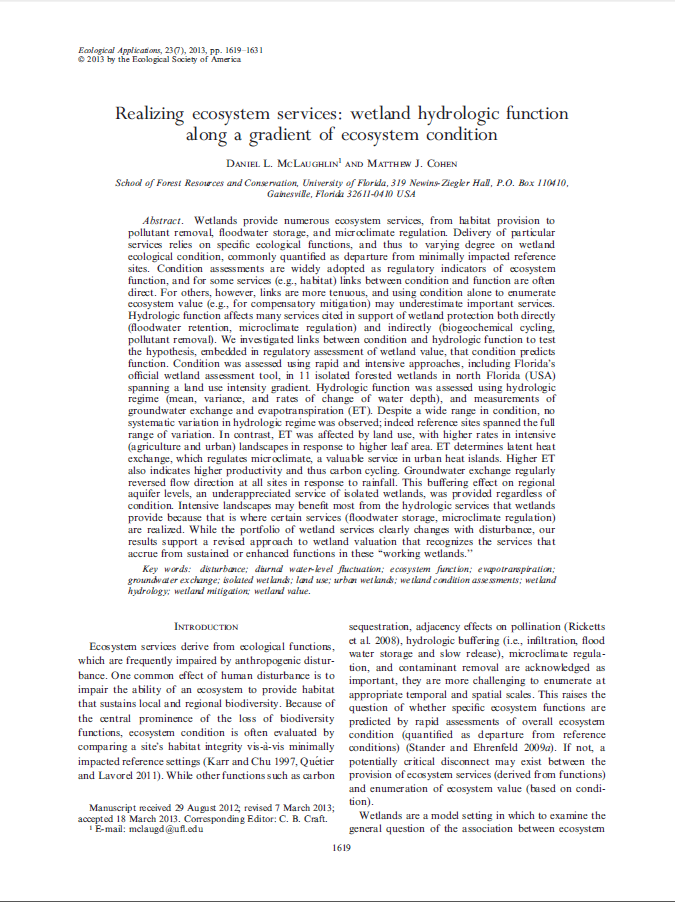 Ecological Applications, 23(7), 2013, pp. 1619–1631
© 2013 by the Ecological Society of America
Realizing ecosystem services: wetland hydrologic function
along a gradient of ecosystem condition
DANIEL L. MCLAUGHLIN¹ AND MATTHEW J. COHEN
School of Forest Resources and Conservation, University of Florida, 319 Newins-Ziegler Hall, P.O. Box 110410,
Gainesville, Florida 32611-0410 USA
Abstract. Wetlands provide numerous ecosystem services, from habitat provision to
pollutant removal, floodwater storage, and microclimate regulation. Delivery of particular
services relies on specific ecological functions, and thus to varying degree on wetland
ecological condition, commonly quantified as departure from minimally impacted reference
sites. Condition assessments are widely adopted as regulatory indicators of ecosystem
function, and for some services (e.g., habitat) links between condition and function are often
direct. For others, however, links are more tenuous, and using condition alone to enumerate
ecosystem value (e.g., for compensatory mitigation) may underestimate important services.
Hydrologic function affects many services cited in support of wetland protection both directly
(floodwater retention, microclimate regulation) and indirectly (biogeochemical cycling,
pollutant removal). We investigated links between condition and hydrologic function to test
the hypothesis, embedded in regulatory assessment of wetland value, that condition predicts
function. Condition was assessed using rapid and intensive approaches, including Florida's
official wetland assessment tool, in 11 isolated forested wetlands in north Florida (USA)
spanning a land use intensity gradient. Hydrologic function was assessed using hydrologic
regime (mean, variance, and rates of change of water depth), and measurements of
groundwater exchange and evapotranspiration (ET). Despite a wide range in condition, no
systematic variation in hydrologic regime was observed; indeed reference sites spanned the full
range of variation. In contrast, ET was affected by land use, with higher rates in intensive
(agriculture and urban) landscapes in response to higher leaf area. ET determines latent heat
exchange, which regulates microclimate, a valuable service in urban heat islands. Higher ET
also indicates higher productivity and thus carbon cycling. Groundwater exchange regularly
reversed flow direction at all sites in response to rainfall. This buffering effect on regional
aquifer levels, an underappreciated service of isolated wetlands, was provided regardless of
condition. Intensive landscapes may benefit most from the hydrologic services that wetlands
provide because that is where certain services (floodwater storage, microclimate regulation)
are realized. While the portfolio of wetland services clearly changes with disturbance, our
results support a revised approach to wetland valuation that recognizes the services that
accrue from sustained or enhanced functions in these "working wetlands."
Key words: disturbance; diurnal water-level fluctuation; ecosystem function; evapotranspiration;
groundwater exchange; isolated wetlands; land use; urban wetlands; wetland condition assessments; wetland
hydrology; wetland mitigation; wetland value.
INTRODUCTION
Ecosystem services derive from ecological functions,
which are frequently impaired by anthropogenic distur-
bance. One common effect of human disturbance is to
impair the ability of an ecosystem to provide habitat
that sustains local and regional biodiversity. Because of
the central prominence of the loss of biodiversity
functions, ecosystem condition is often evaluated by
comparing a site's habitat integrity vis-à-vis minimally
impacted reference settings (Karr and Chu 1997, Quétier
and Lavorel 2011). While other functions such as carbon
Manuscript received 29 August 2012; revised 7 March 2013;
accepted 18 March 2013. Corresponding Editor: C. B. Craft.
¹ E-mail: mclaugd@ufl.edu
sequestration, adjacency effects on pollination (Ricketts
et al. 2008), hydrologic buffering (i.e., infiltration, flood
water storage and slow release), microclimate regula-
tion, and contaminant removal are acknowledged as
important, they are more challenging to enumerate at
appropriate temporal and spatial scales. This raises the
question of whether specific ecosystem functions are
predicted by rapid assessments of overall ecosystem
condition (quantified as departure from reference
conditions) (Stander and Ehrenfeld 2009a). If not, a
potentially critical disconnect may exist between the
provision of ecosystem services (derived from functions)
and enumeration of ecosystem value (based on condi-
tion).
Wetlands are a model setting in which to examine the
general question of the association between ecosystem
1619